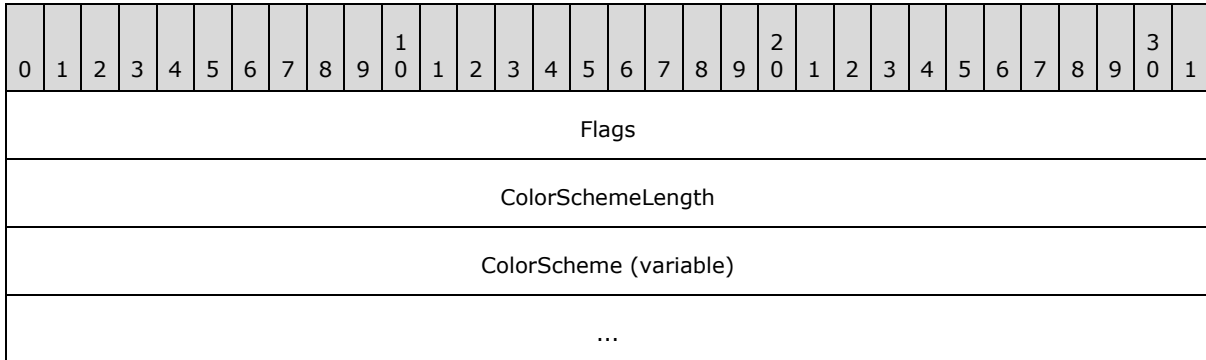 1 2 3
0 1 2 3 4 5 6 7 8 9 0 1 2 3 4 5 6 7 8 9 0 1 2 3 4 5 6 7 8 9 0 1
Flags
ColorSchemeLength
ColorScheme (variable)
...